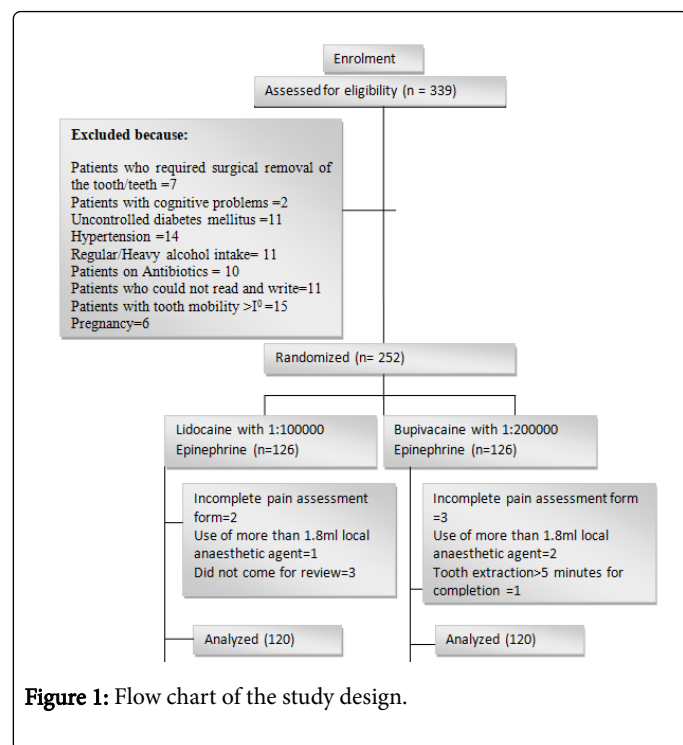 Enrolment
Assessed for eligibility (n = 339)
Excluded because:
Patients who required surgical removal of
the tooth/teeth =7
Patients with cognitive problems =2
Uncontrolled diabetes mellitus =11
Hypertension =14
Regular/Heavy alcohol intake= 11
Patients on Antibiotics = 10
Patients who could not read and write=11
Patients with tooth mobility >I⁰ =15
Pregnancy=6
Randomized (n= 252)
Lidocaine with 1:100000
Epinephrine (n=126)
Bupivacaine with 1:200000
Epinephrine (n=126)
Incomplete pain assessment
form=2
Use of more than 1.8ml local
anaesthetic agent=1
Did not come for review=3
Incomplete pain assessment form
=3
Use of more than 1.8ml local
anaesthetic agent=2
Tooth extraction>5 minutes for
completion =1
Analyzed (120)
Analyzed (120)
Figure 1: Flow chart of the study design.